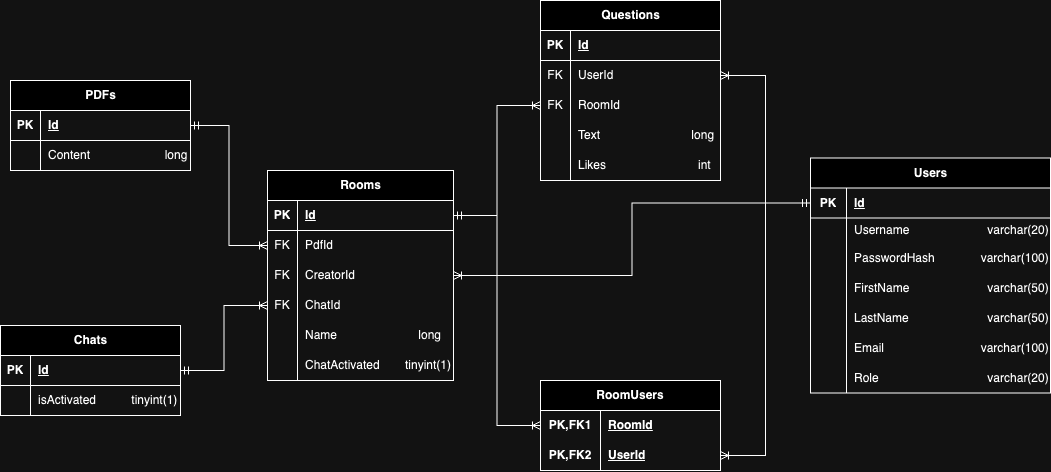 PDFs
PK Id
Content long
Chats
PK Id
isActivated tinyint(1)
Rooms
PK Id
FK PdfId
FK CreatorId
FK ChatId
Name long
ChatActivated tinyint(1)
Questions
PK Id
FK UserId
FK RoomId
Text long
Likes int
RoomUsers
PK,FK1 RoomId
PK,FK2 UserId
Users
PK Id
Username varchar(20)
PasswordHash varchar(100)
FirstName varchar(50)
LastName varchar(50)
Email varchar(100)
Role varchar(20)